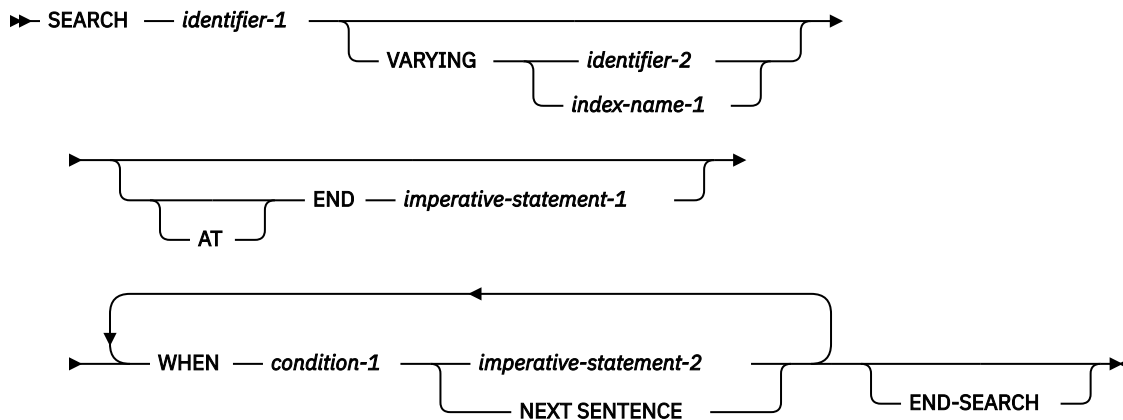 SEARCH identifier-1
VARYING identifier-2
index-name-1
END imperative-statement-1
AT
WHEN condition-1 imperative-statement-2
NEXT SENTENCE END-SEARCH